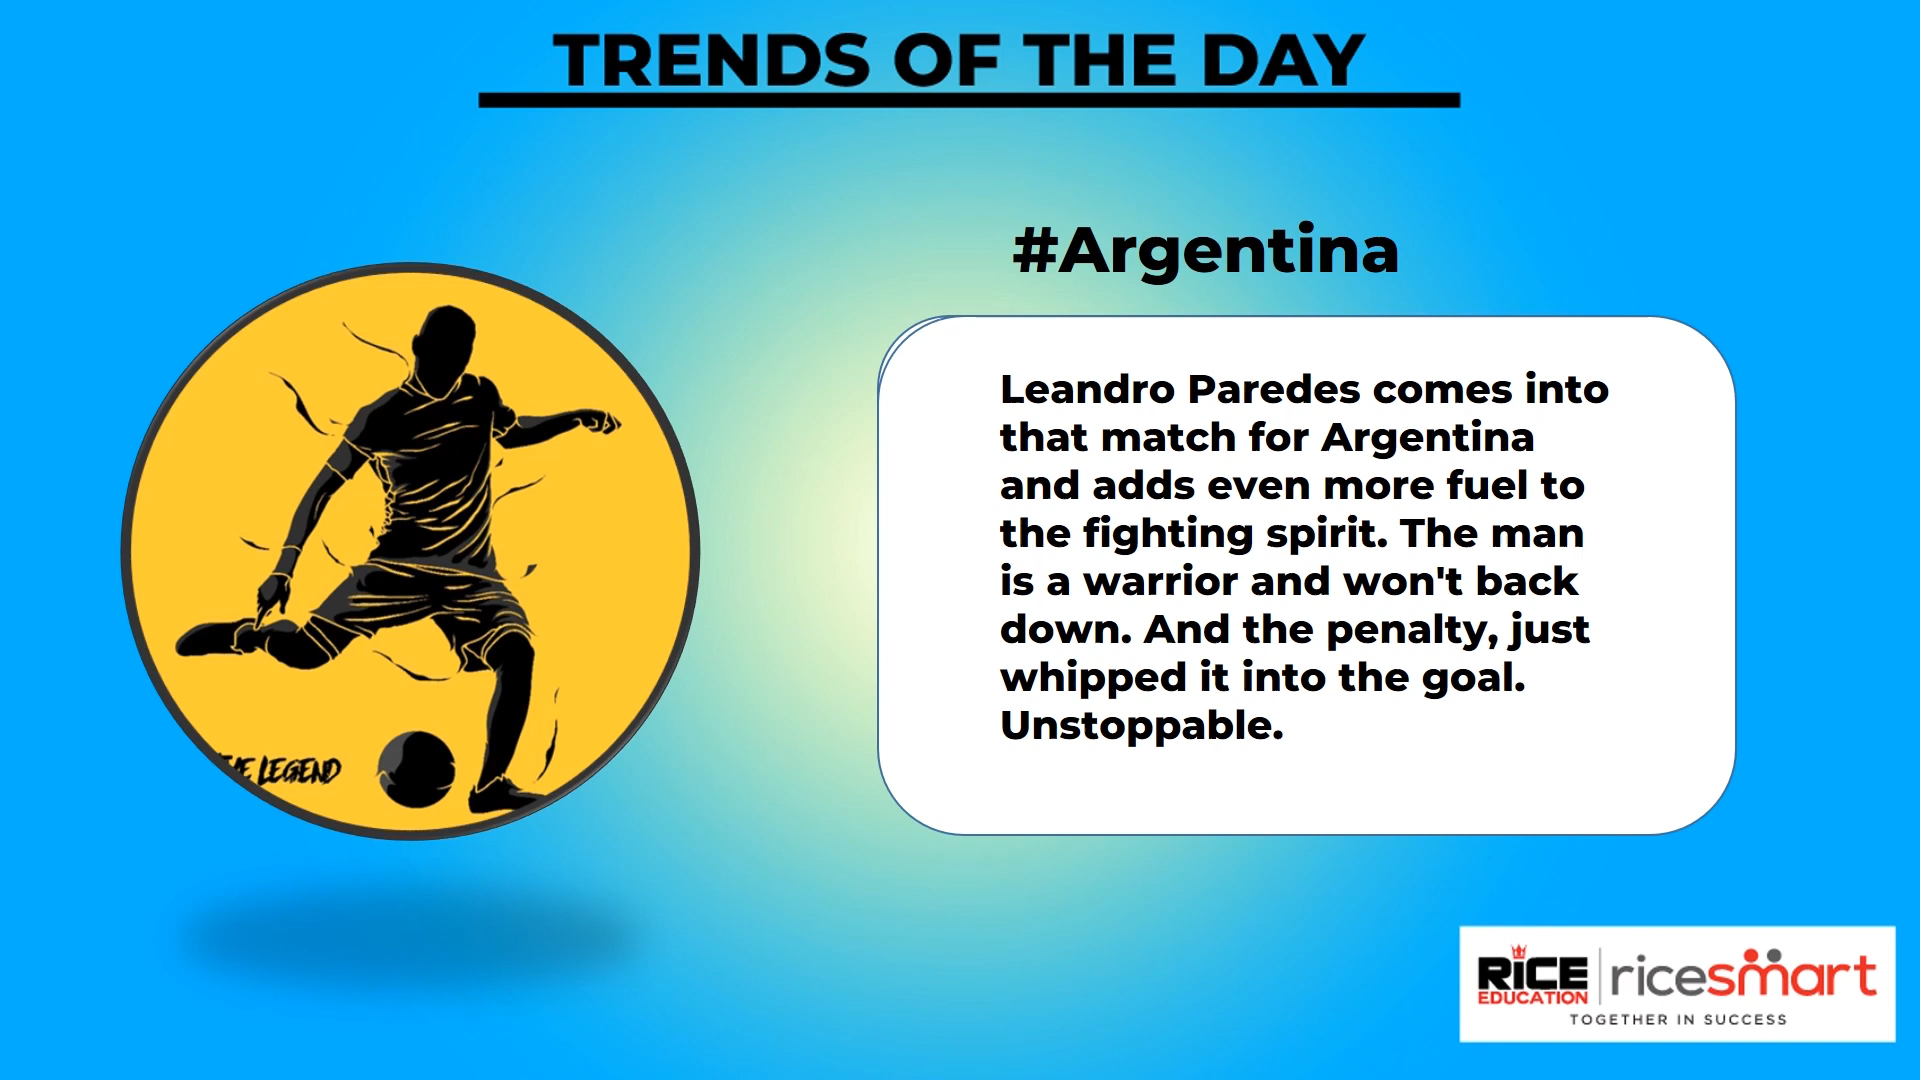 TRENDS OF THE DAY
#Argentina
Leandro Paredes comes into
that match for Argentina
and adds even more fuel to
the fighting spirit. The man
is a warrior and won't back
down. And the penalty, just
whipped it into the goal.
Unstoppable.
LEGEND
RICE
EDUCATION
ricesmart
TOGETHER IN SUCCESS